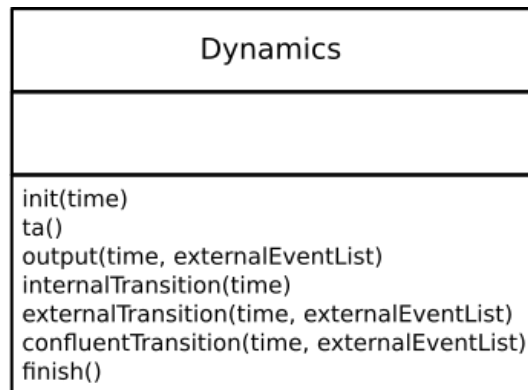 Dynamics
init(time)
ta()
output(time, externalEventList)
internalTransition(time)
externalTransition(time, externalEventList)
confluentTransition(time, externalEventList)
finish()